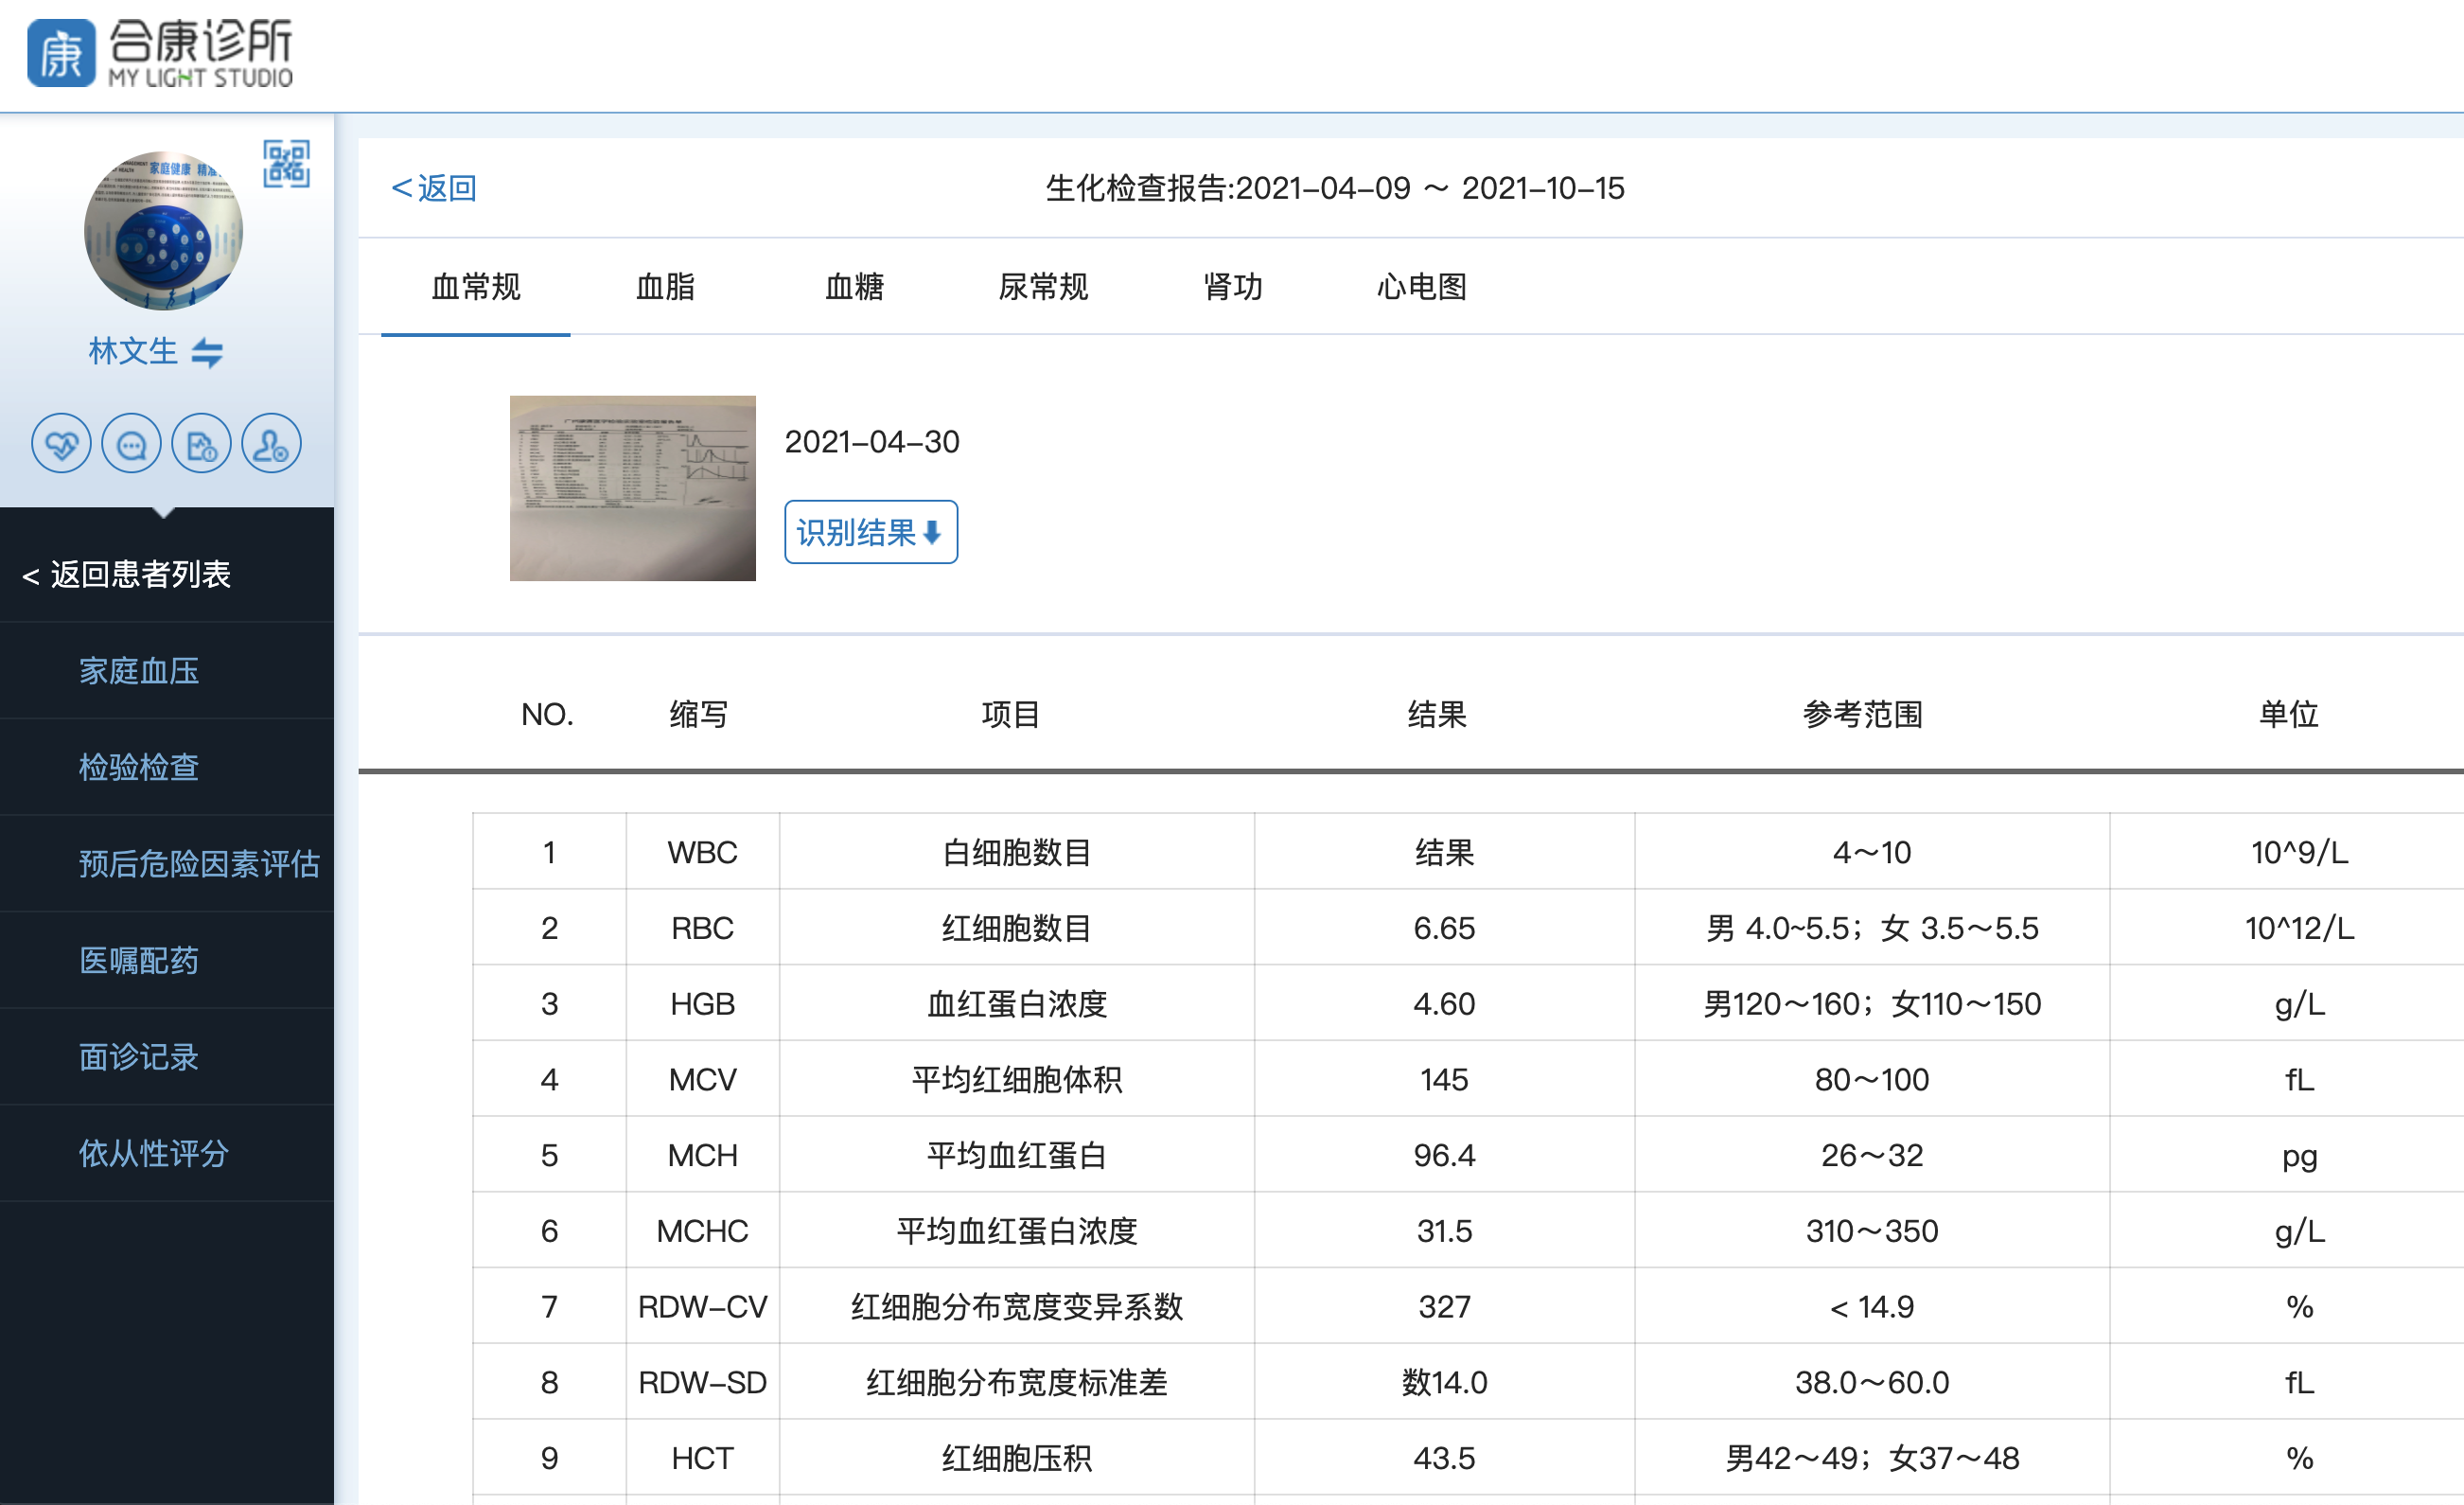 康 合康诊所
MY LIGHT STUDIO
家庭健康 精准
林文生
< 返回患者列表
家庭血压
检验检查
预后危险因素评估
医嘱配药
面诊记录
依从性评分
<返回
生化检查报告:2021-04-09 ～ 2021-10-15
血常规 血脂 血糖 尿常规 肾功 心电图
2021-04-30
识别结果
NO. 缩写 项目 结果 参考范围 单位
1 WBC 白细胞数目 结果 4～10 10^9/L
2 RBC 红细胞数目 6.65 男 4.0~5.5；女 3.5～5.5 10^12/L
3 HGB 血红蛋白浓度 4.60 男120～160；女110～150 g/L
4 MCV 平均红细胞体积 145 80～100 fL
5 MCH 平均血红蛋白 96.4 26～32 pg
6 MCHC 平均血红蛋白浓度 31.5 310～350 g/L
7 RDW-CV 红细胞分布宽度变异系数 327 < 14.9 %
8 RDW-SD 红细胞分布宽度标准差 数14.0 38.0～60.0 fL
9 HCT 红细胞压积 43.5 男42～49；女37～48 %